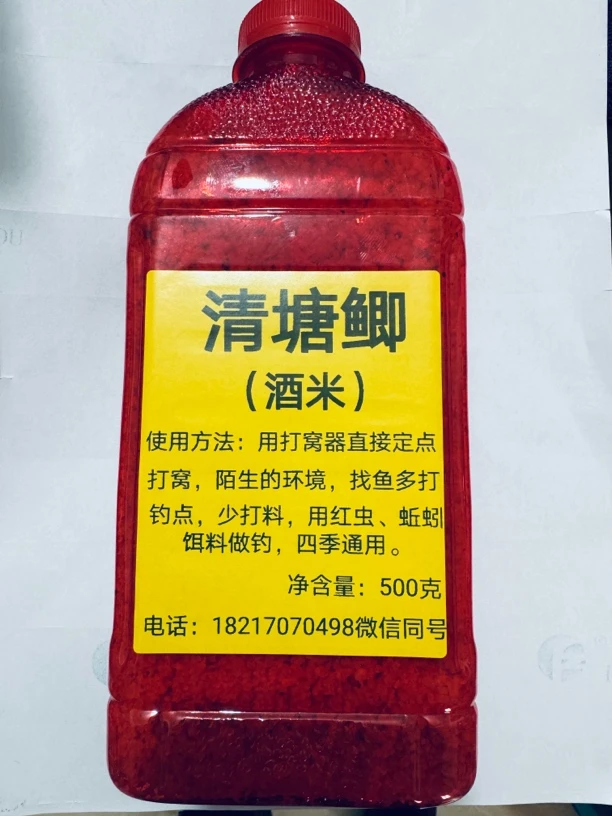 清塘鲫
（酒米）
使用方法：用打窝器直接定点
打窝，陌生的环境，找鱼多打
钓点，少打料，用红虫、蚯蚓
饵料做钓，四季通用。
净含量：500克
电话：18217070498微信同号